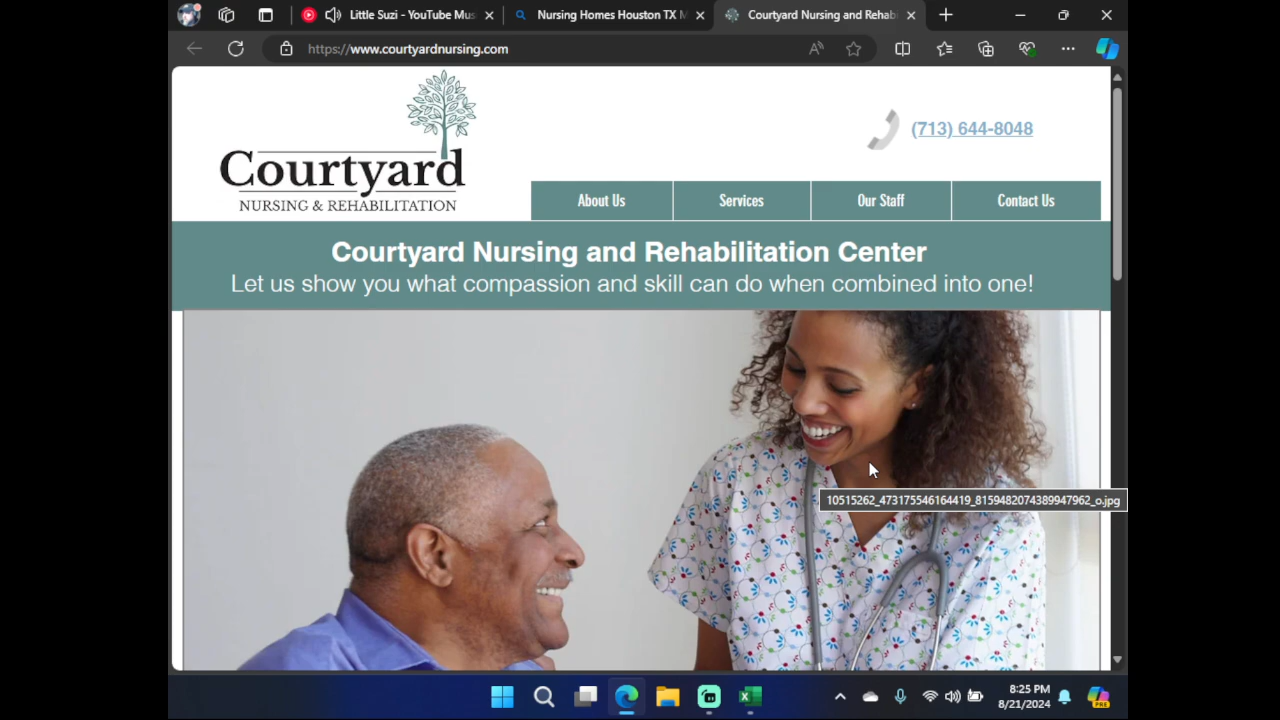 Little Suzi - YouTube Mus
Nursing Homes Houston TX M
Courtyard Nursing and Rehabi
https://www.courtyardnursing.com
(713) 644-8048
Courtyard
NURSING & REHABILITATION
About Us
Services
Our Staff
Contact Us
Courtyard Nursing and Rehabilitation Center
Let us show you what compassion and skill can do when combined into one!
10515262_473175546164419_8159482074389947962_o.jpg
8:25 PM
8/21/2024
PRE